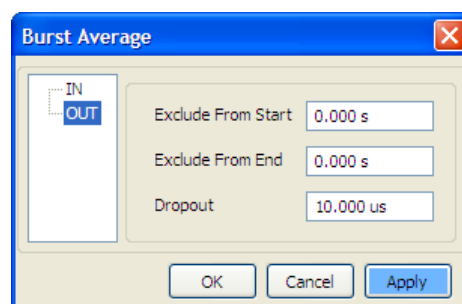 Burst Average
IN
OUT
Exclude From Start 0.000 s
Exclude From End 0.000 s
Dropout 10.000 us
OK Cancel Apply